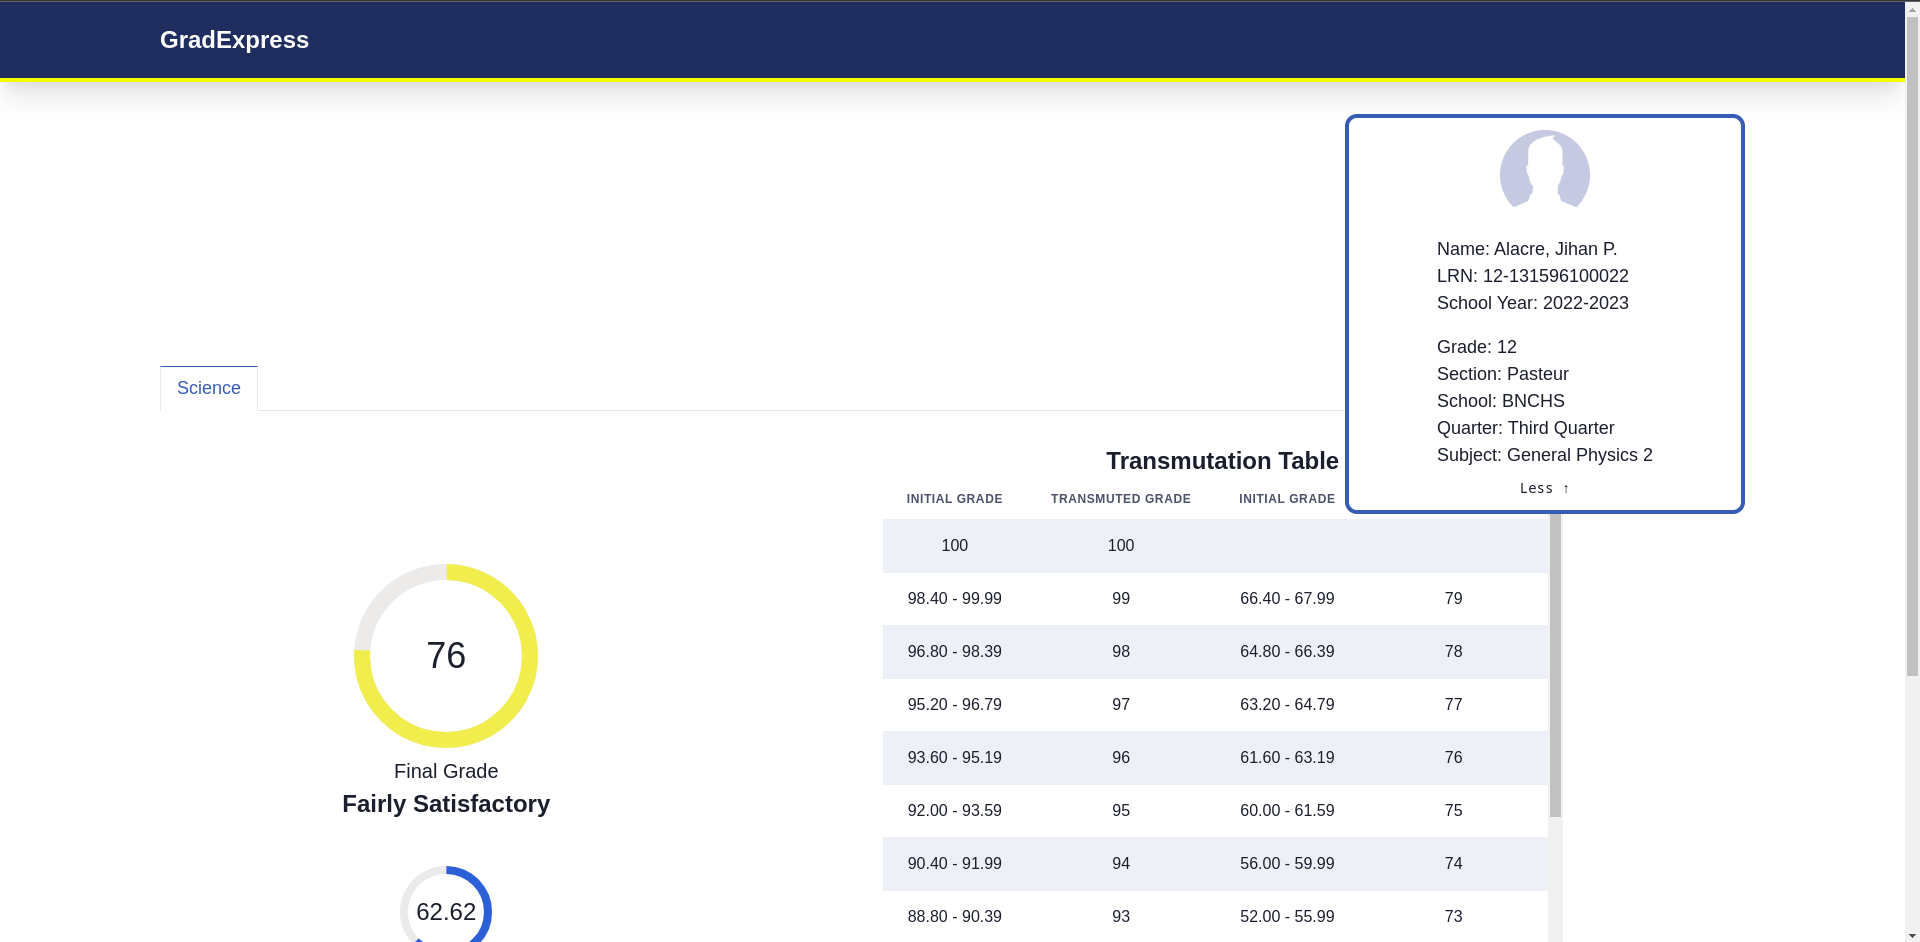 GradExpress
Name: Alacre, Jihan P.
LRN: 12-131596100022
School Year: 2022-2023
Grade: 12
Section: Pasteur
School: BNCHS
Quarter: Third Quarter
Subject: General Physics 2
Less ↑
Science
76
Final Grade
Fairly Satisfactory
62.62
Transmutation Table
INITIAL GRADE TRANSMUTED GRADE INITIAL GRADE
100 100
98.40 - 99.99 99 66.40 - 67.99 79
96.80 - 98.39 98 64.80 - 66.39 78
95.20 - 96.79 97 63.20 - 64.79 77
93.60 - 95.19 96 61.60 - 63.19 76
92.00 - 93.59 95 60.00 - 61.59 75
90.40 - 91.99 94 56.00 - 59.99 74
88.80 - 90.39 93 52.00 - 55.99 73